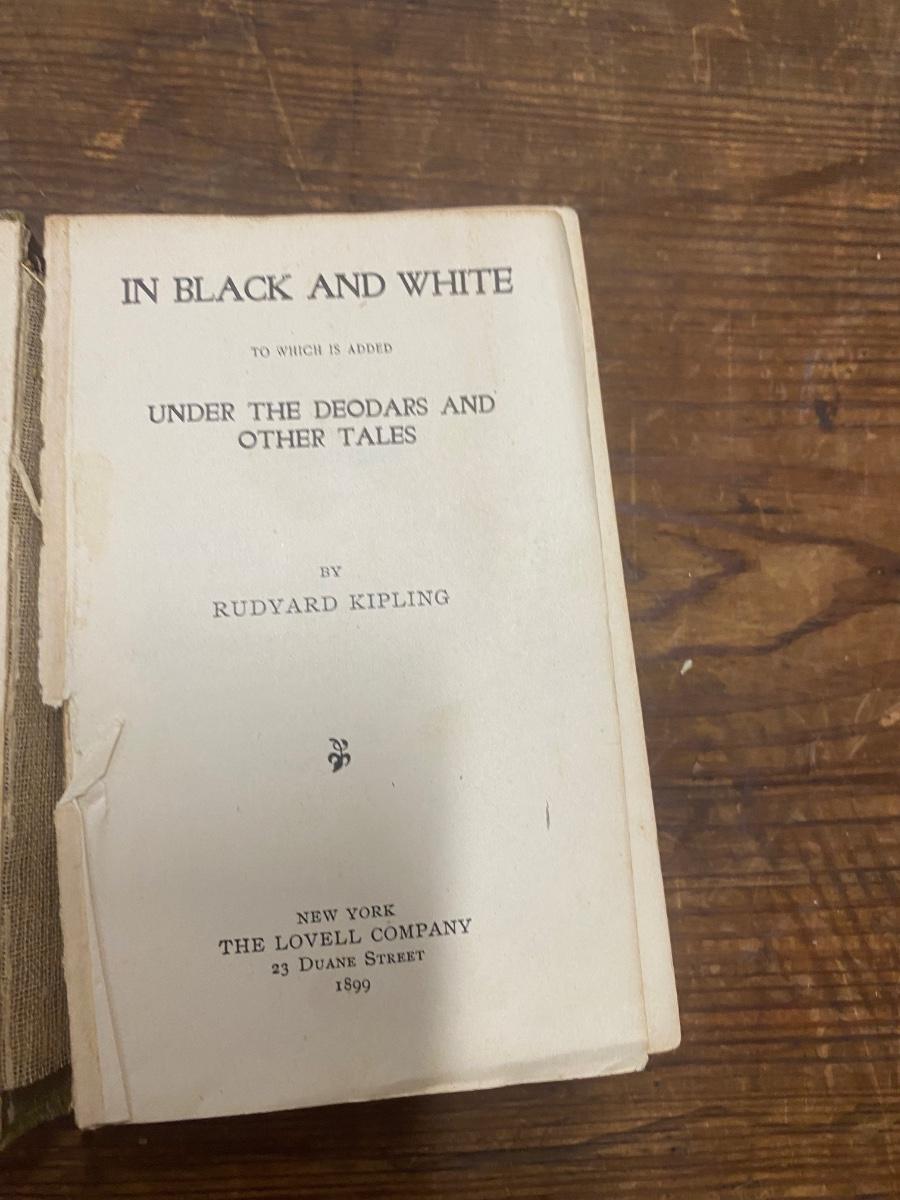 IN BLACK AND WHITE
TO WHICH IS ADDED
UNDER THE DEODARS AND
OTHER TALES
BY
RUDYARD KIPLING
NEW YORK
THE LOVELL COMPANY
23 DUANE STREET
1899